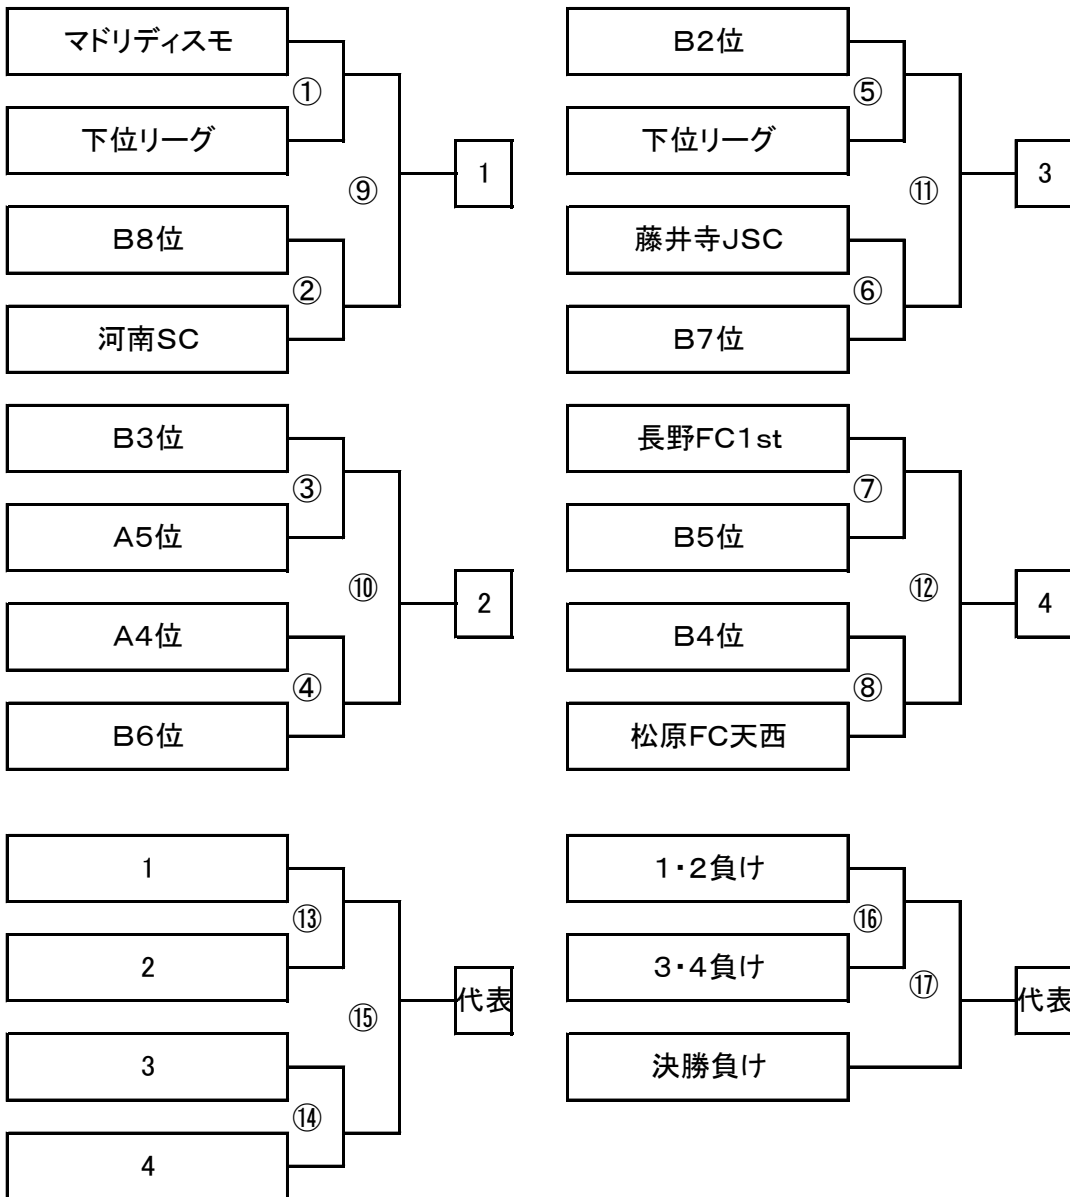 マドリディスモ
①
下位リーグ
⑨
1
B8位
②
河南SC
B3位
③
A5位
⑩
2
A4位
④
B6位
B2位
⑤
下位リーグ
⑪
3
藤井寺JSC
⑥
B7位
長野FC1st
⑦
B5位
⑫
4
B4位
⑧
松原FC天西
1
⑬
2
⑮
代表
3
⑭
4
1・2負け
⑯
3・4負け
⑰
代表
決勝負け